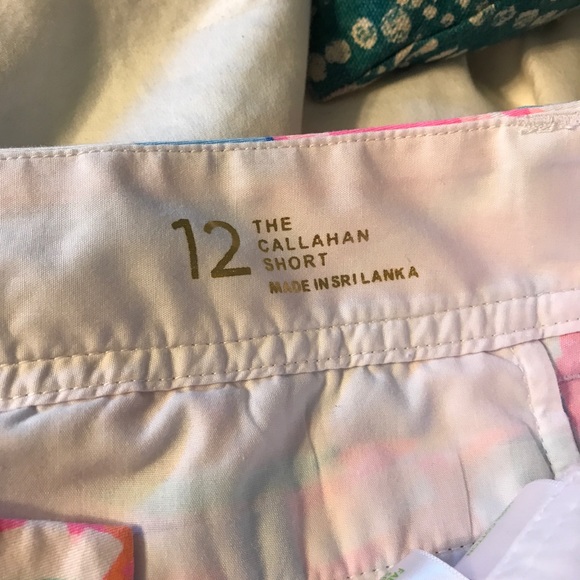 12
THE
CALLAHAN
SHORT
MADE IN SRI LANKA